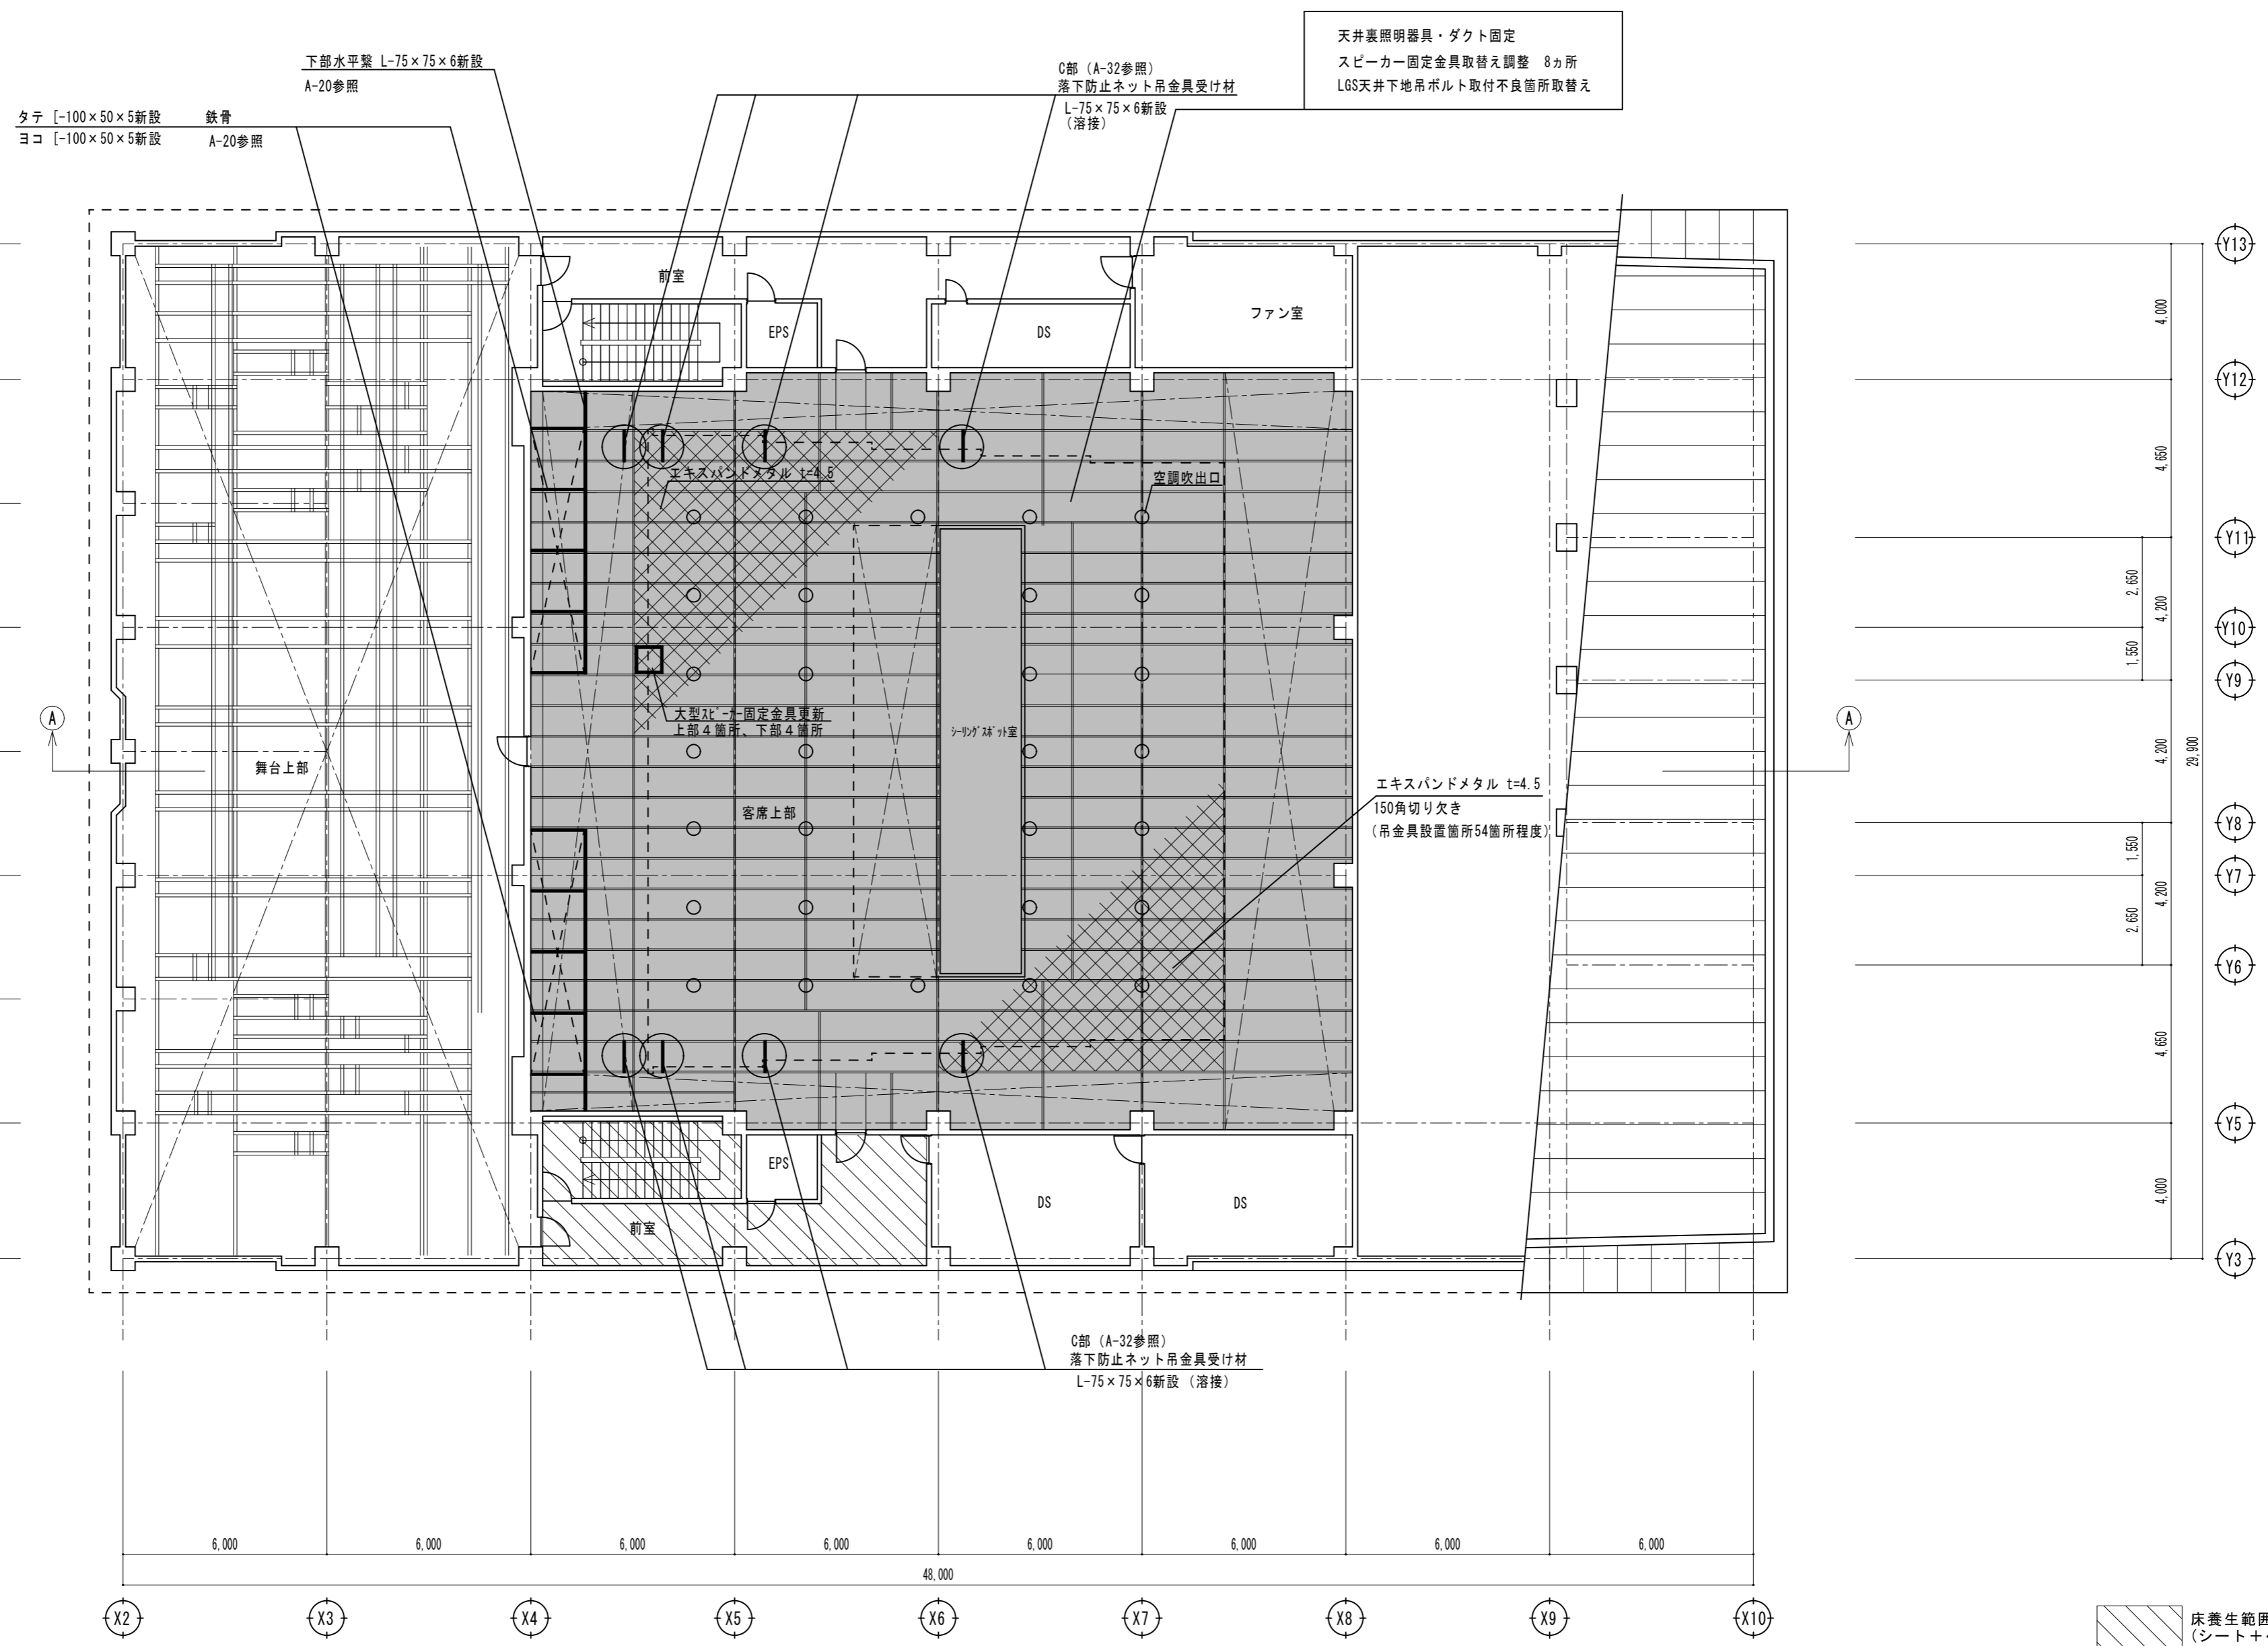 天井裏照明器具・ダクト固定
スピーカー固定金具取替え調整 8ヵ所
LGS天井下地吊ボルト取付不良箇所取替え
下部水平繋 L-75×75×6新設
A-20参照
C部（A-32参照）
落下防止ネット吊金具受け材
L-75×75×6新設
（溶接）
タテ [-100×50×5新設 鉄骨
ヨコ [-100×50×5新設 A-20参照
前室
EPS
DS
ファン室
エキスパンドメタル t=4.5
空調吹出口
大型ｽﾋﾟｰｶｰ固定金具更新
上部４箇所、下部４箇所
ｼｰﾘﾝｸﾞｽﾎﾟｯﾄ室
舞台上部
客席上部
エキスパンドメタル t=4.5
150角切り欠き
（吊金具設置箇所54箇所程度）
A
A
EPS
前室
DS
DS
C部（A-32参照）
落下防止ネット吊金具受け材
L-75×75×6新設（溶接）
Y13
4,000
Y12
4,650
Y11
2,650
4,200
Y10
1,550
Y9
4,200
29,900
Y8
1,550
Y7
4,200
2,650
Y6
4,650
Y5
4,000
Y3
6,000 6,000 6,000 6,000 6,000 6,000 6,000 6,000
48,000
X2 X3 X4 X5 X6 X7 X8 X9 X10
床養生範囲
（シート＋